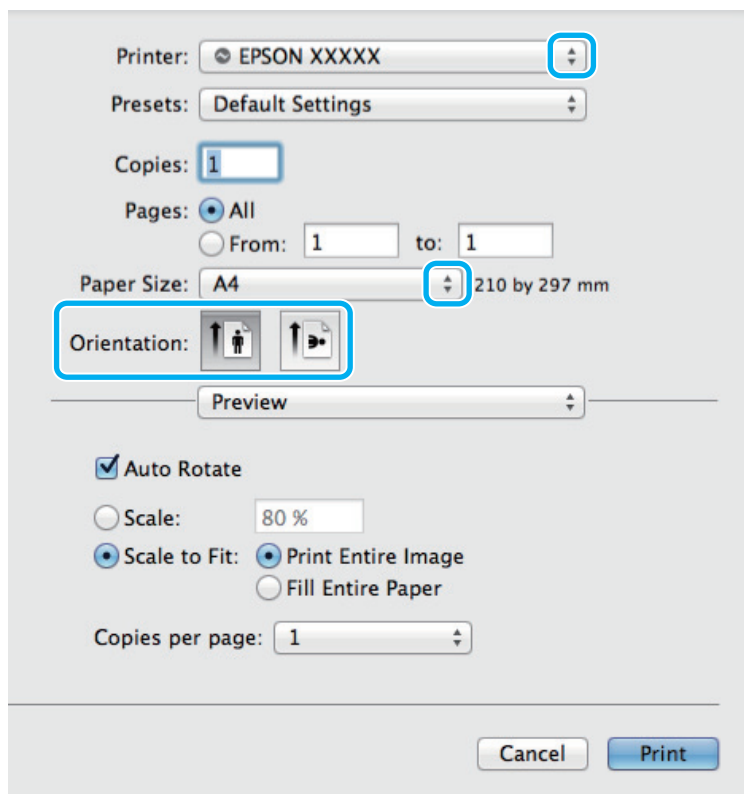 Printer: EPSON XXXXX
Presets: Default Settings
Copies: 1
Pages: All
From: 1 to: 1
Paper Size: A4 210 by 297 mm
Orientation:
Preview
Auto Rotate
Scale: 80 %
Scale to Fit: Print Entire Image
Fill Entire Paper
Copies per page: 1
Cancel Print